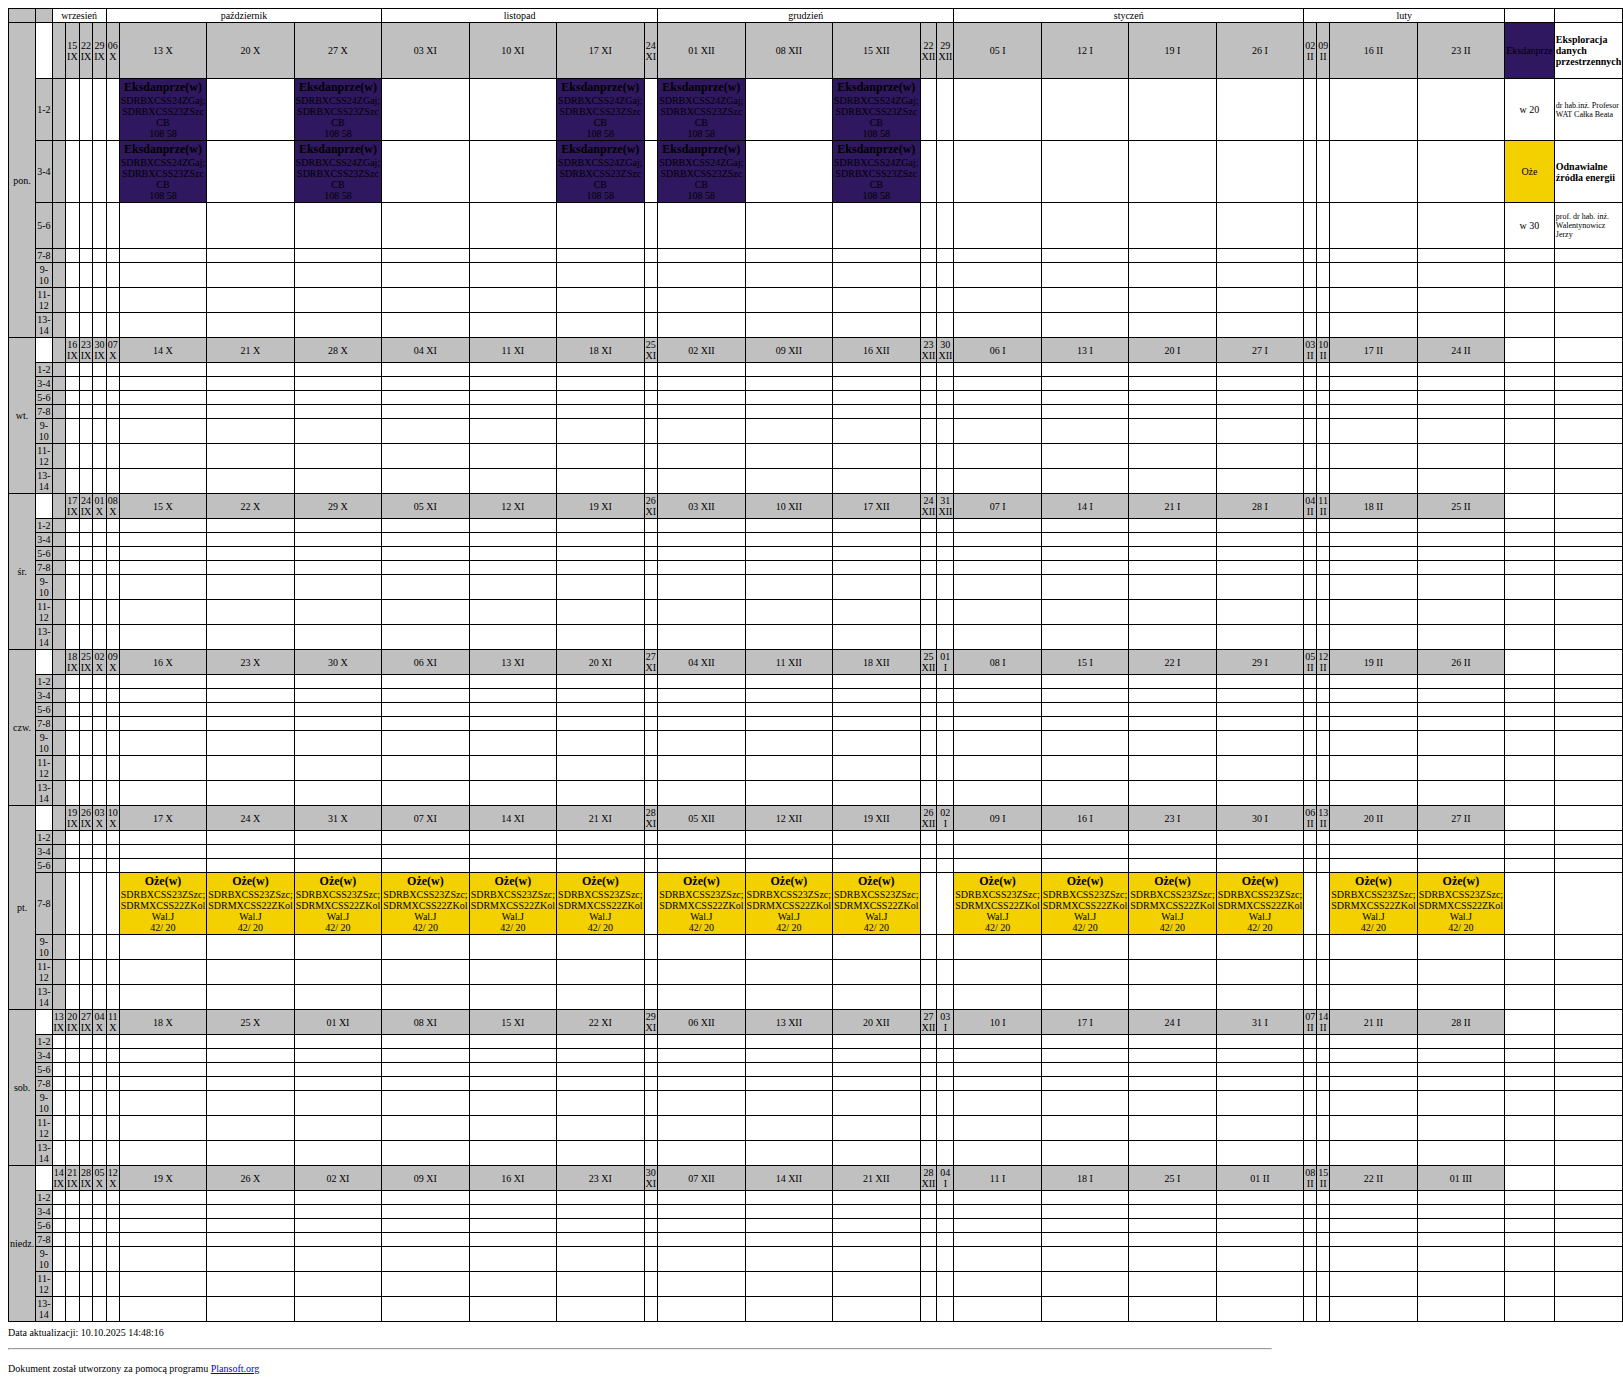 wrzesień październik listopad grudzień styczeń luty
pon. 15 IX 22 IX 29 IX 06 X 13 X 20 X 27 X 03 XI 10 XI 17 XI 24 XI 01 XII 08 XII 15 XII 22 XII 29 XII 05 I 12 I 19 I 26 I 02 II 09 II 16 II 23 II Eksdanprze Eksploracja danych przestrzennych
1-2 Eksdanprze(w) Eksdanprze(w) Eksdanprze(w) Eksdanprze(w) Eksdanprze(w)
SDRBXCSS24ZGaj; SDRBXCSS24ZGaj; SDRBXCSS24ZGaj; SDRBXCSS24ZGaj; SDRBXCSS24ZGaj;
SDRBXCSS23ZSzc SDRBXCSS23ZSzc SDRBXCSS23ZSzc SDRBXCSS23ZSzc SDRBXCSS23ZSzc
CB CB CB CB CB
108 58 108 58 108 58 108 58 108 58
w 20 dr hab.inż. Profesor WAT Całka Beata
3-4 Eksdanprze(w) Eksdanprze(w) Eksdanprze(w) Eksdanprze(w) Eksdanprze(w)
SDRBXCSS24ZGaj; SDRBXCSS24ZGaj; SDRBXCSS24ZGaj; SDRBXCSS24ZGaj; SDRBXCSS24ZGaj;
SDRBXCSS23ZSzc SDRBXCSS23ZSzc SDRBXCSS23ZSzc SDRBXCSS23ZSzc SDRBXCSS23ZSzc
CB CB CB CB CB
108 58 108 58 108 58 108 58 108 58
Oże Odnawialne źródła energii
5-6 w 30 prof. dr hab. inż. Walentynowicz Jerzy
7-8
9-10
11-12
13-14
wt. 16 IX 23 IX 30 IX 07 X 14 X 21 X 28 X 04 XI 11 XI 18 XI 25 XI 02 XII 09 XII 16 XII 23 XII 30 XII 06 I 13 I 20 I 27 I 03 II 10 II 17 II 24 II
1-2
3-4
5-6
7-8
9-10
11-12
13-14
śr. 17 IX 24 IX 01 X 08 X 15 X 22 X 29 X 05 XI 12 XI 19 XI 26 XI 03 XII 10 XII 17 XII 24 XII 31 XII 07 I 14 I 21 I 28 I 04 II 11 II 18 II 25 II
1-2
3-4
5-6
7-8
9-10
11-12
13-14
czw. 18 IX 25 IX 02 X 09 X 16 X 23 X 30 X 06 XI 13 XI 20 XI 27 XI 04 XII 11 XII 18 XII 25 XII 01 I 08 I 15 I 22 I 29 I 05 II 12 II 19 II 26 II
1-2
3-4
5-6
7-8
9-10
11-12
13-14
pt. 19 IX 26 IX 03 X 10 X 17 X 24 X 31 X 07 XI 14 XI 21 XI 28 XI 05 XII 12 XII 19 XII 26 XII 02 I 09 I 16 I 23 I 30 I 06 II 13 II 20 II 27 II
1-2
3-4
5-6
7-8 Oże(w) Oże(w) Oże(w) Oże(w) Oże(w) Oże(w) Oże(w) Oże(w) Oże(w) Oże(w) Oże(w) Oże(w) Oże(w) Oże(w) Oże(w)
SDRBXCSS23ZSzc; SDRBXCSS23ZSzc; SDRBXCSS23ZSzc; SDRBXCSS23ZSzc; SDRBXCSS23ZSzc; SDRBXCSS23ZSzc; SDRBXCSS23ZSzc; SDRBXCSS23ZSzc; SDRBXCSS23ZSzc; SDRBXCSS23ZSzc; SDRBXCSS23ZSzc; SDRBXCSS23ZSzc; SDRBXCSS23ZSzc; SDRBXCSS23ZSzc; SDRBXCSS23ZSzc;
SDRMXCSS22ZKol SDRMXCSS22ZKol SDRMXCSS22ZKol SDRMXCSS22ZKol SDRMXCSS22ZKol SDRMXCSS22ZKol SDRMXCSS22ZKol SDRMXCSS22ZKol SDRMXCSS22ZKol SDRMXCSS22ZKol SDRMXCSS22ZKol SDRMXCSS22ZKol SDRMXCSS22ZKol SDRMXCSS22ZKol SDRMXCSS22ZKol
Wal.J Wal.J Wal.J Wal.J Wal.J Wal.J Wal.J Wal.J Wal.J Wal.J Wal.J Wal.J Wal.J Wal.J Wal.J
42/ 20 42/ 20 42/ 20 42/ 20 42/ 20 42/ 20 42/ 20 42/ 20 42/ 20 42/ 20 42/ 20 42/ 20 42/ 20 42/ 20 42/ 20
9-10
11-12
13-14
sob. 13 IX 20 IX 27 IX 04 X 11 X 18 X 25 X 01 XI 08 XI 15 XI 22 XI 29 XI 06 XII 13 XII 20 XII 27 XII 03 I 10 I 17 I 24 I 31 I 07 II 14 II 21 II 28 II
1-2
3-4
5-6
7-8
9-10
11-12
13-14
niedz. 14 IX 21 IX 28 IX 05 X 12 X 19 X 26 X 02 XI 09 XI 16 XI 23 XI 30 XI 07 XII 14 XII 21 XII 28 XII 04 I 11 I 18 I 25 I 01 II 08 II 15 II 22 II 01 III
1-2
3-4
5-6
7-8
9-10
11-12
13-14
Data aktualizacji: 10.10.2025 14:48:16
Dokument został utworzony za pomocą programu Plansoft.org